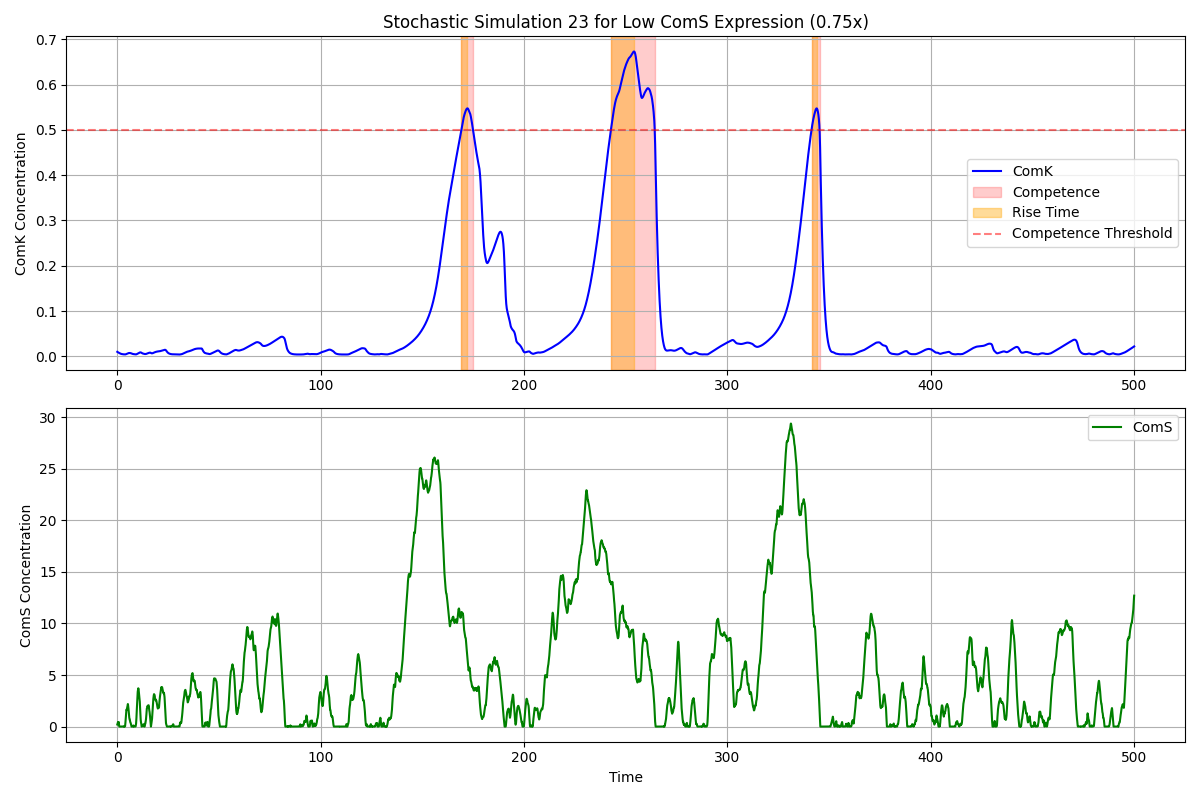 Stochastic Simulation 23 for Low ComS Expression (0.75x)
ComK Concentration
0.7
0.6
0.5
0.4
0.3
0.2
0.1
0.0
ComK
Competence
Rise Time
Competence Threshold
0 100 200 300 400 500
ComS Concentration
30
25
20
15
10
5
0
ComS
0 100 200 300 400 500
Time